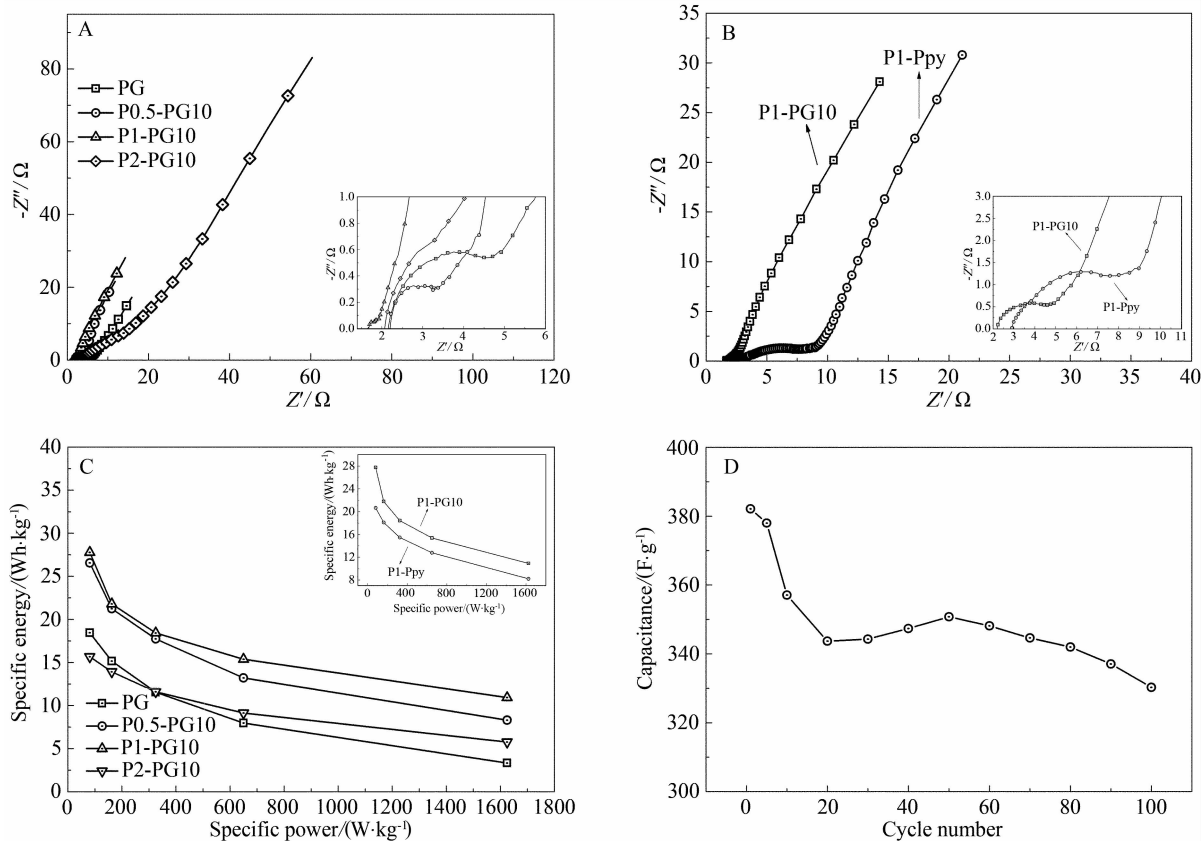 A
80
60
40
20
0
-Z″/ Ω
PG
P0.5-PG10
P1-PG10
P2-PG10
0 20 40 60 80 100 120
Z′/ Ω
1.0
0.8
0.6
0.4
0.2
0.0
-Z″/ Ω
2 3 4 5 6
Z′/ Ω
B
35
30
25
20
15
10
5
0
-Z″/ Ω
P1-Ppy
P1-PG10
5 10 15 20 25 30 35 40
Z′/ Ω
3.0
2.5
2.0
1.5
1.0
0.5
0.0
-Z″/ Ω
P1-PG10
P1-Ppy
2 3 4 5 6 7 8 9 10 11
Z′/ Ω
C
40
35
30
25
20
15
10
5
0
Specific energy/(Wh·kg-1)
PG
P0.5-PG10
P1-PG10
P2-PG10
0 200 400 600 800 1000 1200 1400 1600 1800
Specific power/(W·kg-1)
28
24
20
16
12
8
Specific energy/(Wh·kg-1)
P1-PG10
P1-Ppy
0 400 800 1200 1600
Specific power/(W·kg-1)
D
400
380
360
340
320
300
Capacitance/(F·g-1)
0 20 40 60 80 100
Cycle number